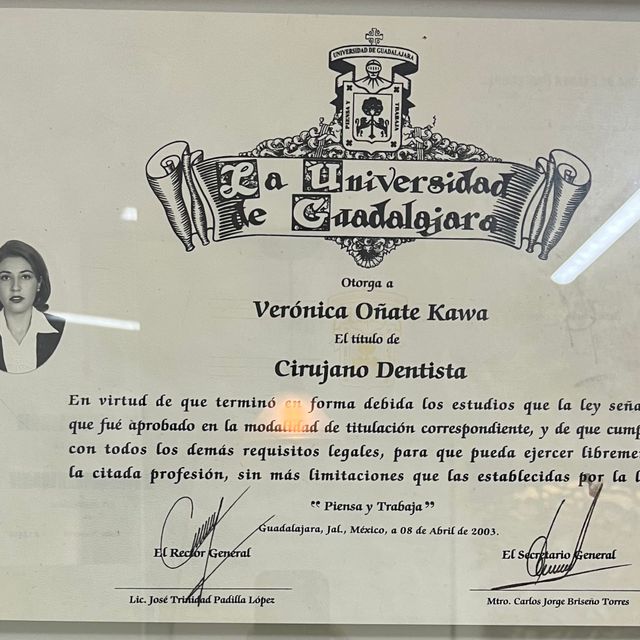 UNIVERSIDAD DE GUADALAJARA
PIENSA Y
TRABAJA
La Universidad
de Guadalajara
Otorga a
Verónica Oñate Kawa
El título de
Cirujano Dentista
En virtud de que terminó en forma debida los estudios que la ley seña
que fué aprobado en la modalidad de titulación correspondiente, y de que cump
con todos los demás requisitos legales, para que pueda ejercer libreme
la citada profesión, sin más limitaciones que las establecidas por la l
“Piensa y Trabaja”
Guadalajara, Jal., México, a 08 de Abril de 2003.
El Rector General
El Secretario General
Lic. José Trinidad Padilla López
Mtro. Carlos Jorge Briseño Torres